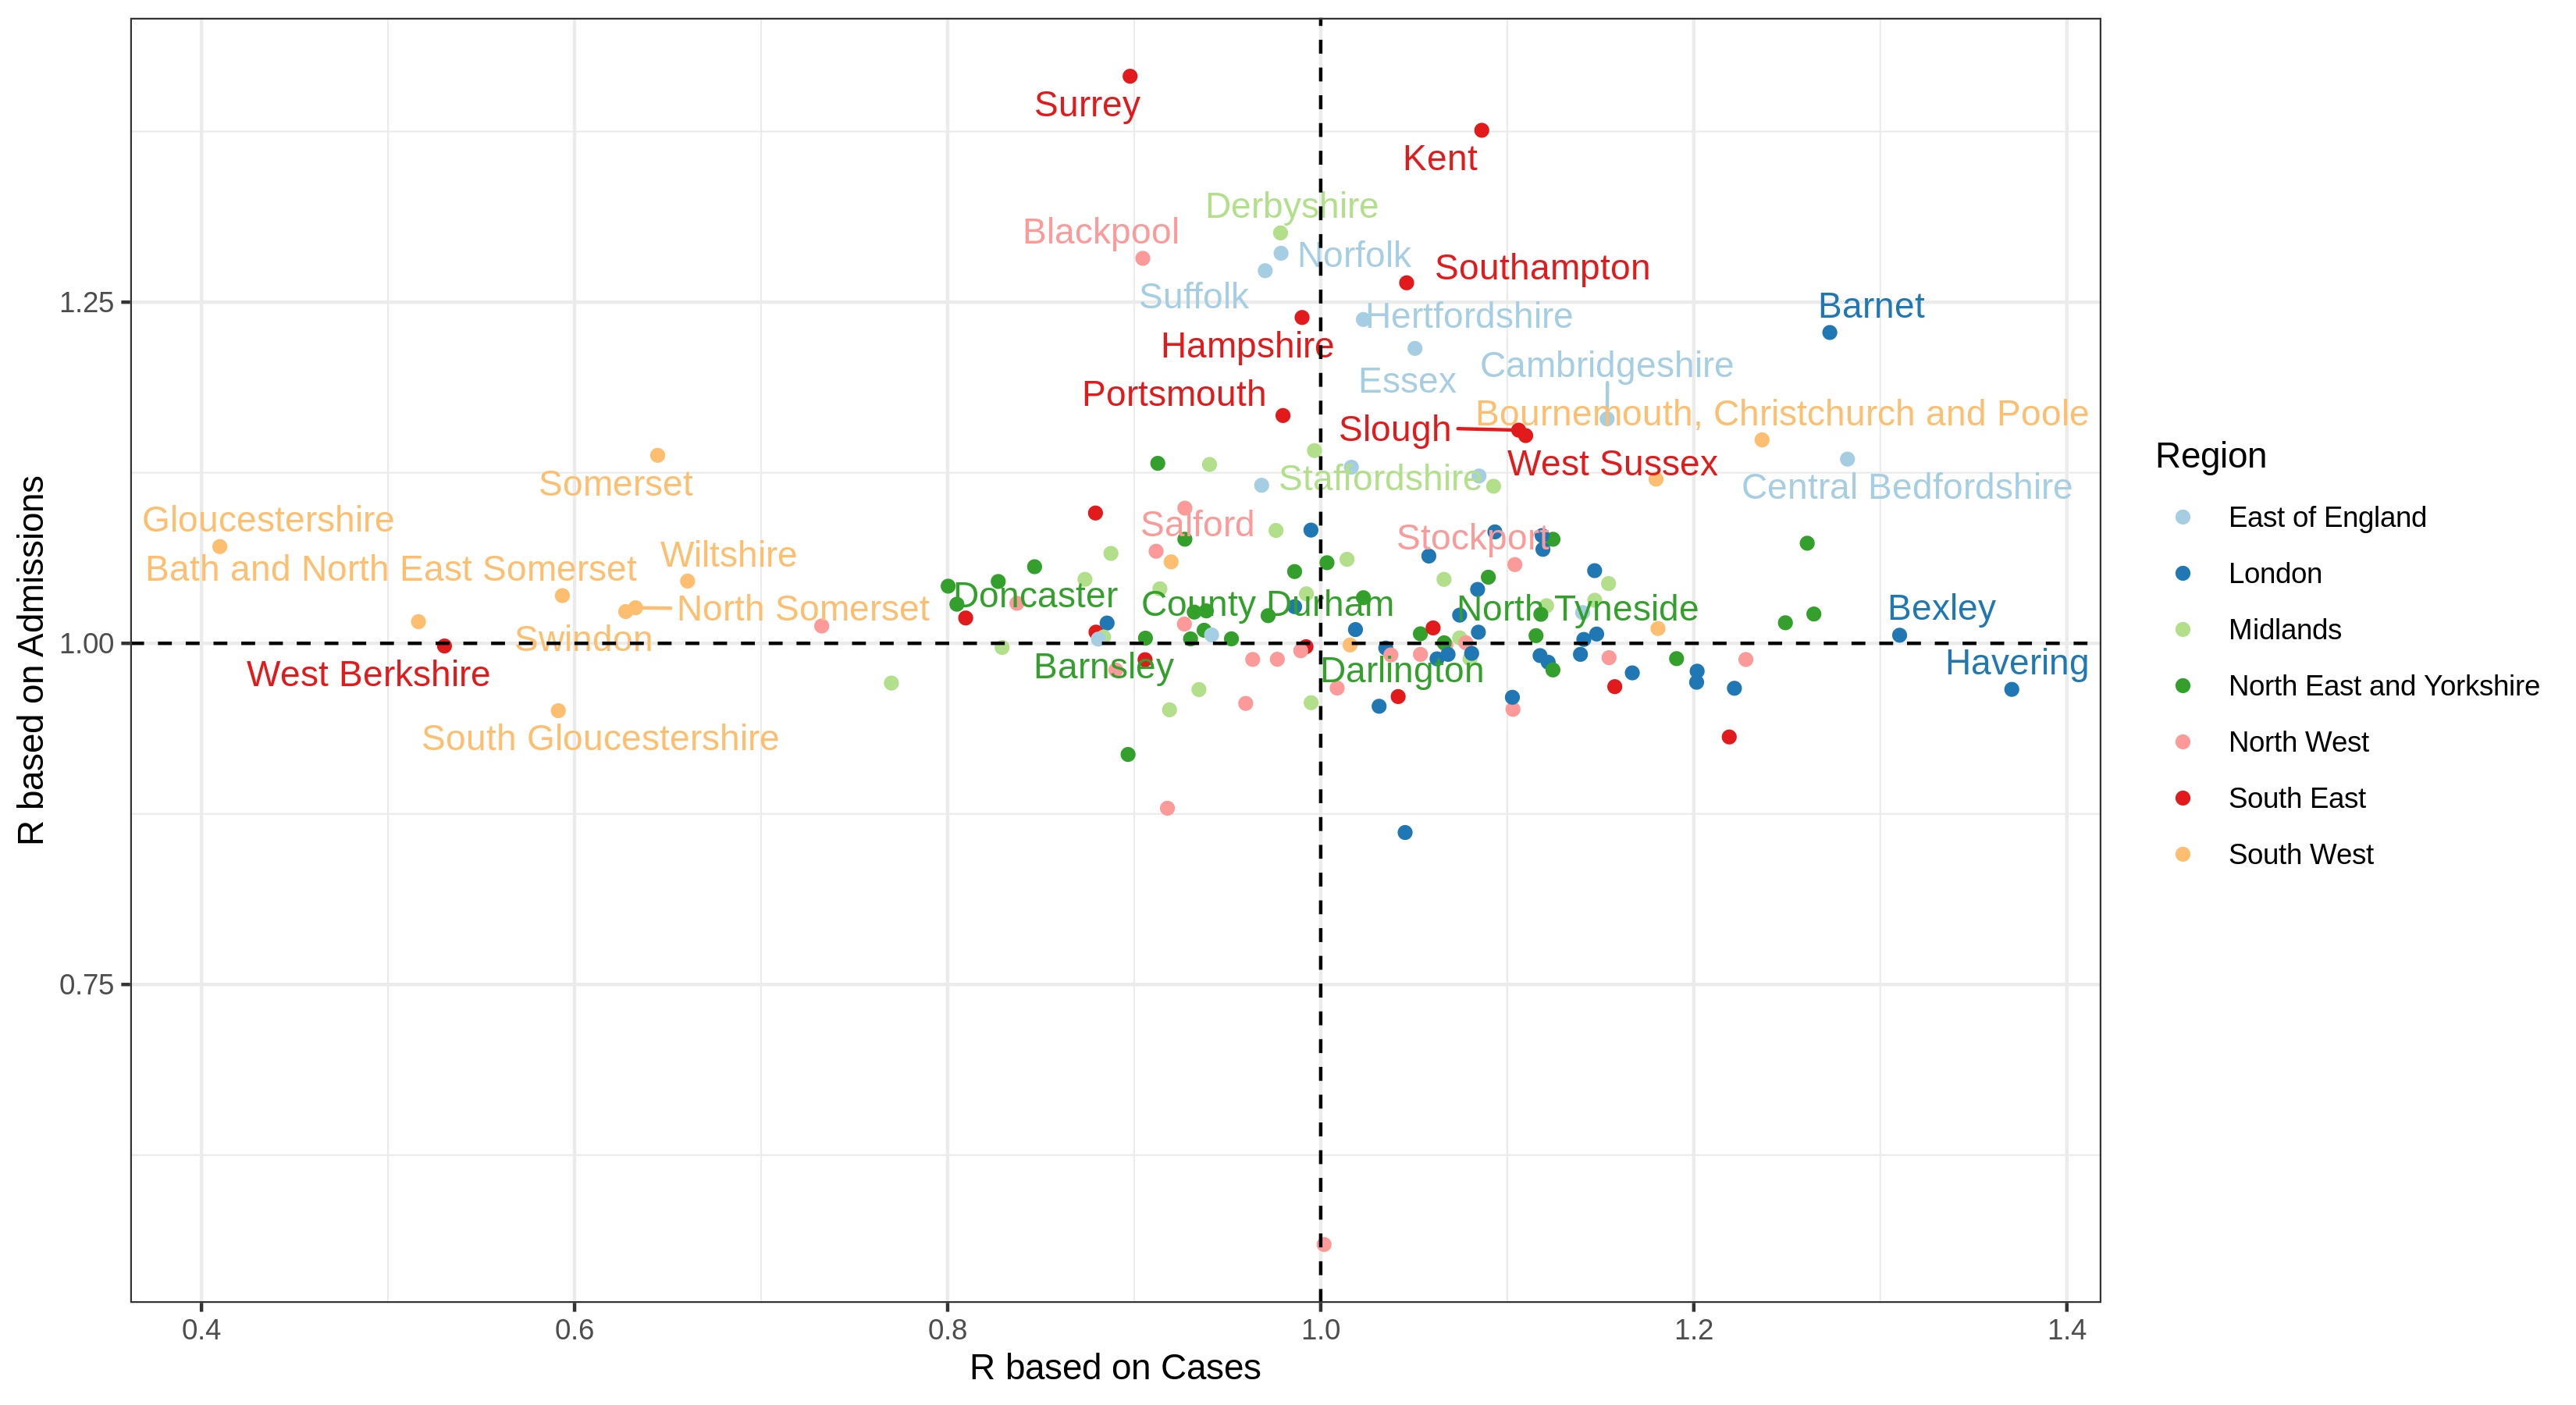 Surrey
Kent
Derbyshire
Blackpool
Norfolk
Southampton
Suffolk
Barnet
Hertfordshire
Hampshire
Cambridgeshire
Essex
Portsmouth
Bournemouth, Christchurch and Poole
Slough
West Sussex
Staffordshire
Central Bedfordshire
Somerset
Gloucestershire
Salford
Stockport
Wiltshire
Bath and North East Somerset
Doncaster
County Durham
North Somerset
North Tyneside
Bexley
Swindon
Havering
Barnsley
Darlington
West Berkshire
South Gloucestershire
1.25
1.00
0.75
0.4
0.6
0.8
1.0
1.2
1.4
R based on Cases
R based on Admissions
Region
East of England
London
Midlands
North East and Yorkshire
North West
South East
South West